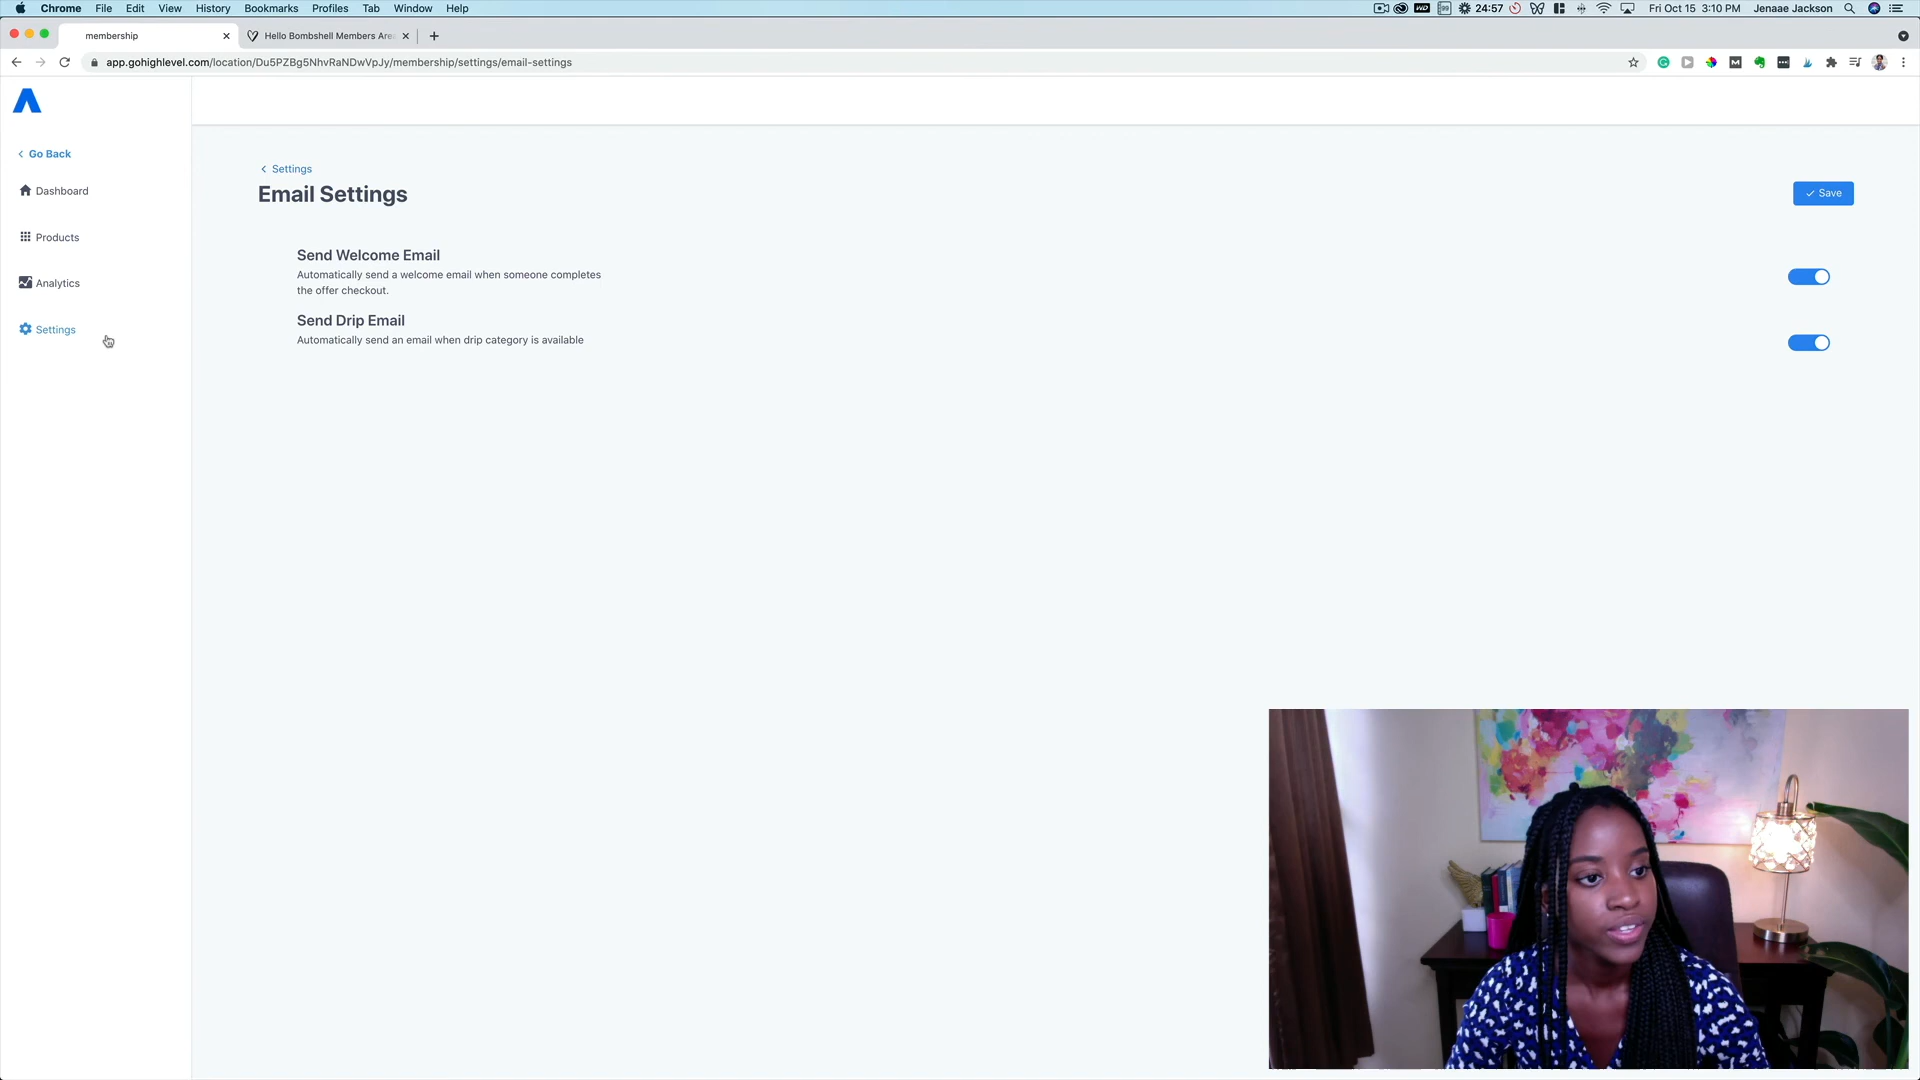 Chrome File Edit View History Bookmarks Profiles Tab Window Help 24:57 Fri Oct 15 3:10 PM Jenaae Jackson
membership
Hello Bombshell Members Are
app.gohighlevel.com/location/Du5PZBg5NhvRaNDwVpJy/membership/settings/email-settings
Go Back
Dashboard
Products
Analytics
Settings
Settings
Email Settings
Save
Send Welcome Email
Automatically send a welcome email when someone completes
the offer checkout.
Send Drip Email
Automatically send an email when drip category is available